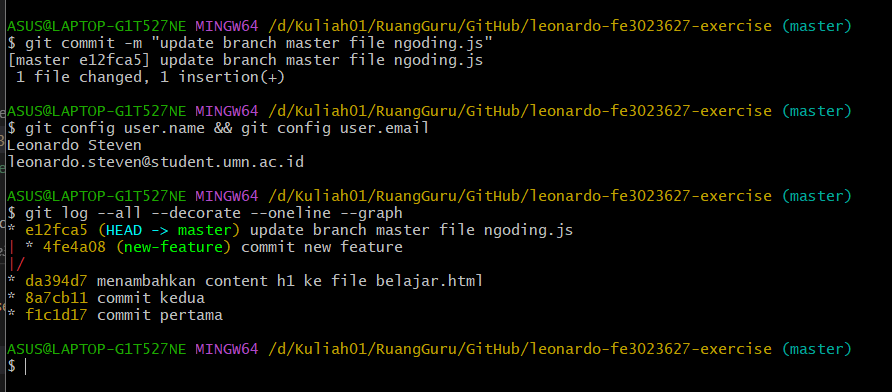 ASUS@LAPTOP-G1T527NE MINGW64 /d/Kuliah01/RuangGuru/GitHub/leonardo-fe3023627-exercise (master)
$ git commit -m "update branch master file ngoding.js"
[master e12fca5] update branch master file ngoding.js
 1 file changed, 1 insertion(+)

ASUS@LAPTOP-G1T527NE MINGW64 /d/Kuliah01/RuangGuru/GitHub/leonardo-fe3023627-exercise (master)
$ git config user.name && git config user.email
Leonardo Steven
leonardo.steven@student.umn.ac.id

ASUS@LAPTOP-G1T527NE MINGW64 /d/Kuliah01/RuangGuru/GitHub/leonardo-fe3023627-exercise (master)
$ git log --all --decorate --oneline --graph
* e12fca5 (HEAD -> master) update branch master file ngoding.js
| * 4fe4a08 (new-feature) commit new feature
|/
* da394d7 menambahkan content h1 ke file belajar.html
* 8a7cb11 commit kedua
* f1c1d17 commit pertama

ASUS@LAPTOP-G1T527NE MINGW64 /d/Kuliah01/RuangGuru/GitHub/leonardo-fe3023627-exercise (master)
$